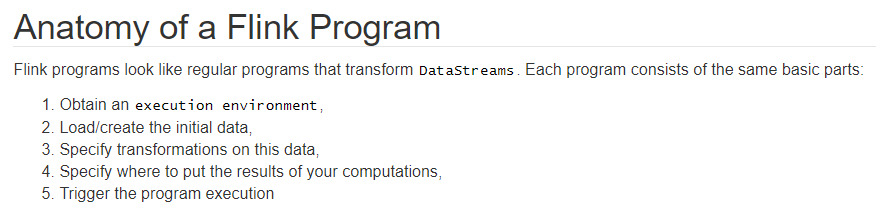 Anatomy of a Flink Program
Flink programs look like regular programs that transform DataStreams. Each program consists of the same basic parts:
1. Obtain an execution environment,
2. Load/create the initial data,
3. Specify transformations on this data,
4. Specify where to put the results of your computations,
5. Trigger the program execution